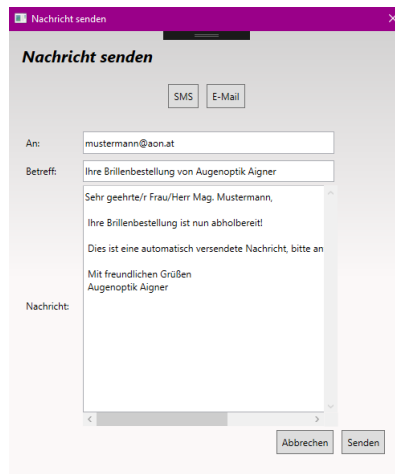 Nachricht senden
Nachricht senden
SMS E-Mail
An: mustermann@aon.at
Betreff: Ihre Brillenbestellung von Augenoptik Aigner
Sehr geehrte/r Frau/Herr Mag. Mustermann,
Ihre Brillenbestellung ist nun abholbereit!
Dies ist eine automatisch versendete Nachricht, bitte an
Mit freundlichen Grüßen
Augenoptik Aigner
Nachricht:
Abbrechen Senden